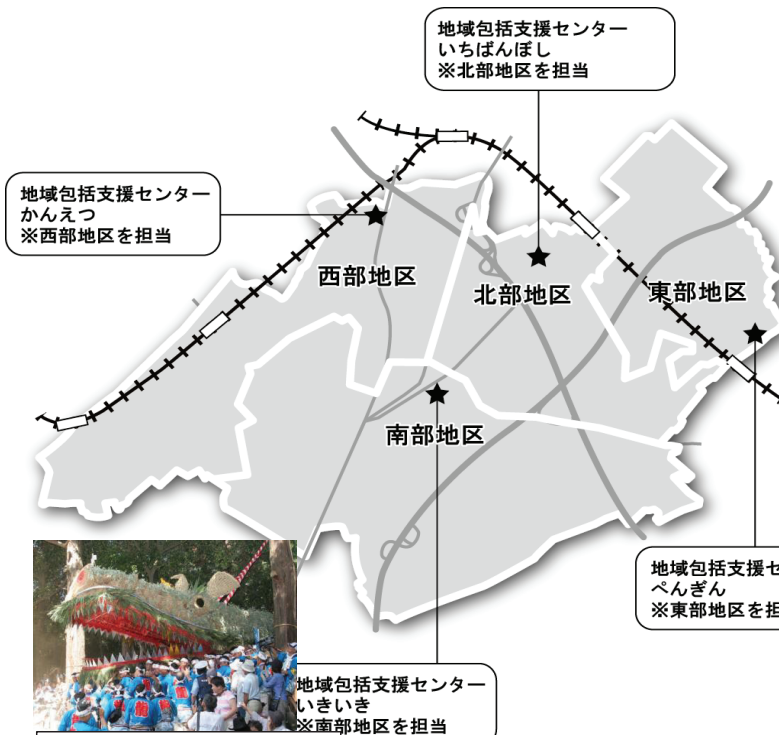 地域包括支援センター
いちばんぼし
※北部地区を担当
地域包括支援センター
かんえつ
※西部地区を担当
西部地区
北部地区
東部地区
南部地区
地域包括支援セ
ぺんぎん
※東部地区を担
地域包括支援センター
いきいき
※南部地区を担当
龍